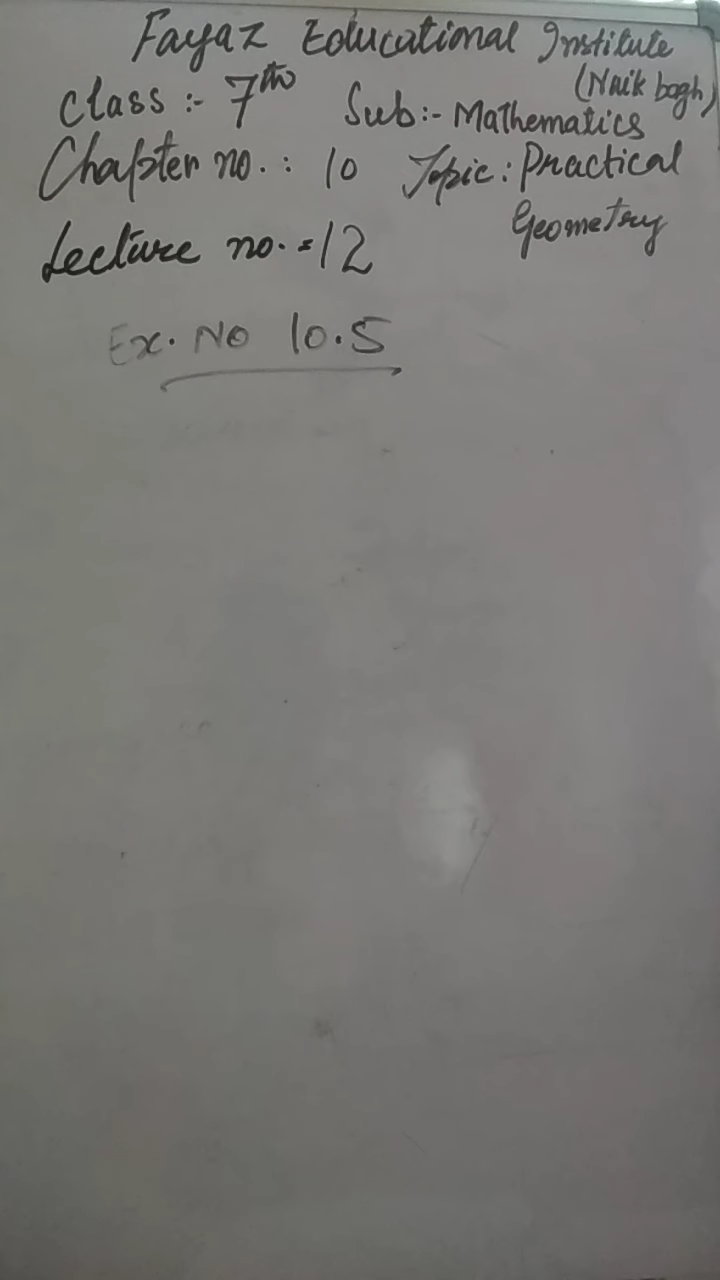 Fayaz Educational Institute
(Naik bagh)
Class :- 7th Sub:- Mathematics
Chapter no. : 10 Topic : Practical
Geometry
Lecture no. = 12
Ex. No 10.5